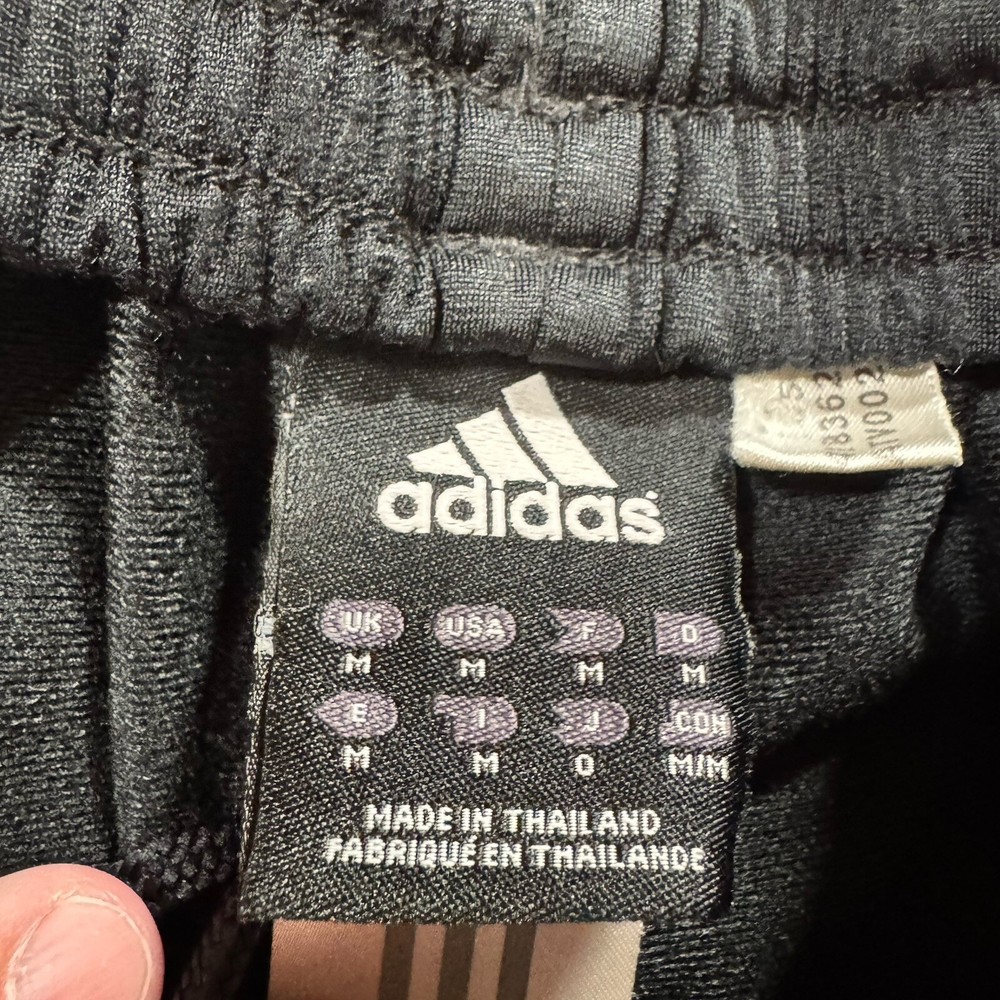 adidas
UK USA F D
M M M M
E I J CON
M M O M/M
MADE IN THAILAND
FABRIQUÉ EN THAILANDE